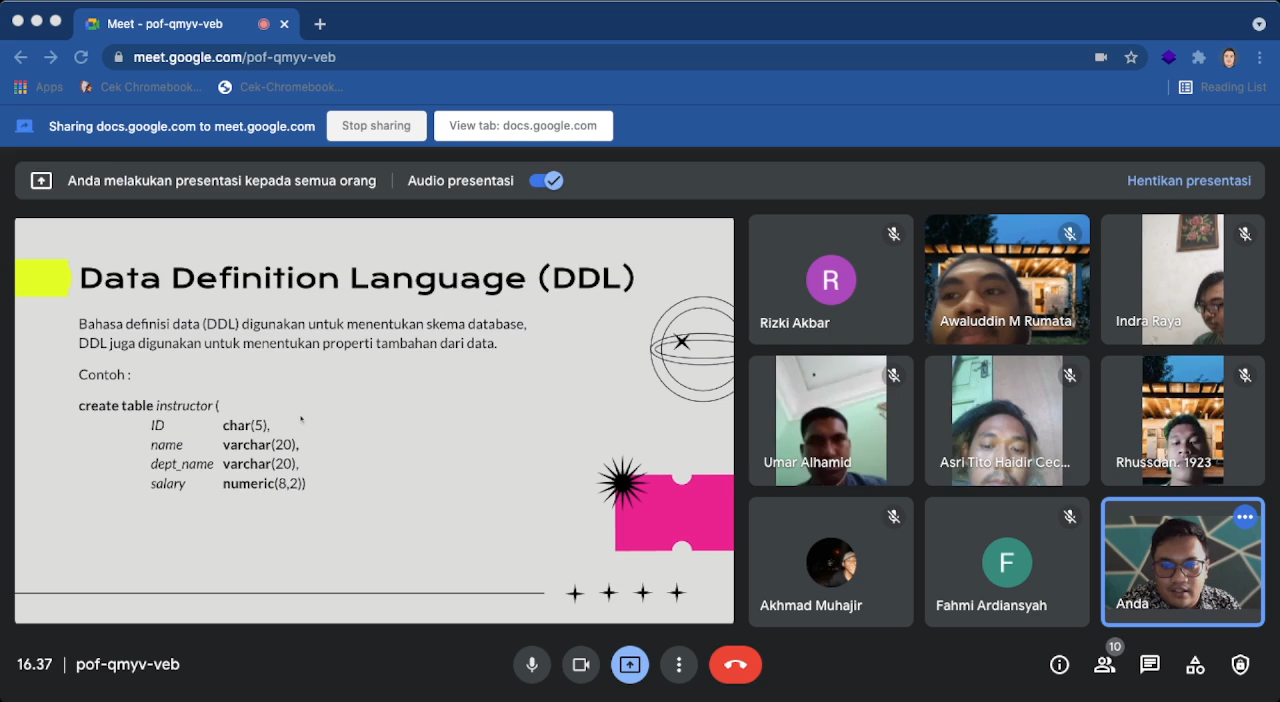 Meet - pof-qmyv-veb
meet.google.com/pof-qmyv-veb
Apps Cek Chromebook... Cek-Chromebook... Reading List
Sharing docs.google.com to meet.google.com Stop sharing View tab: docs.google.com
Anda melakukan presentasi kepada semua orang Audio presentasi Hentikan presentasi
Data Definition Language (DDL)
Bahasa definisi data (DDL) digunakan untuk menentukan skema database,
DDL juga digunakan untuk menentukan properti tambahan dari data.
Contoh :
create table instructor (
ID char(5),
name varchar(20),
dept_name varchar(20),
salary numeric(8,2))
R
Rizki Akbar
Awaluddin M Rumata
Indra Raya
Umar Alhamid
Asri Tito Haidir Cec...
Rhussdan. 1923
Akhmad Muhajir
F
Fahmi Ardiansyah
Anda
16.37 | pof-qmyv-veb
10